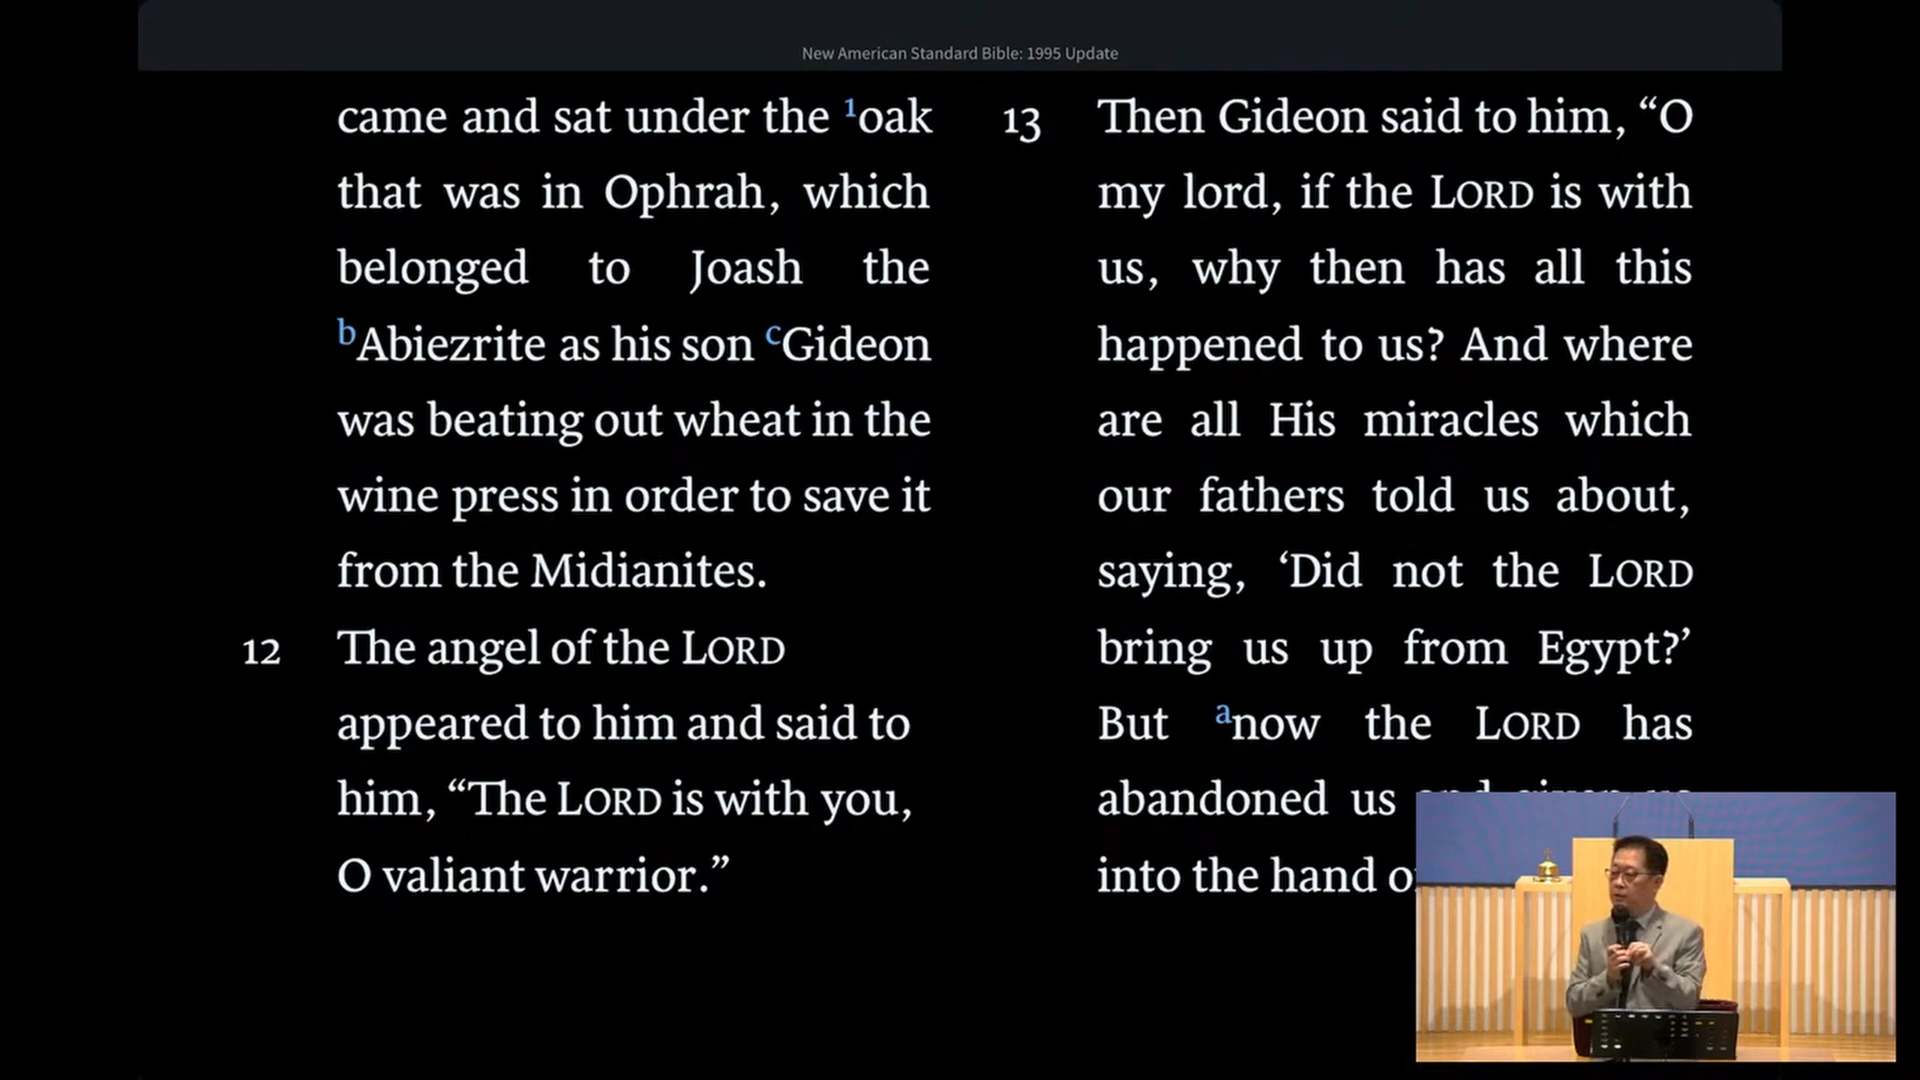 New American Standard Bible: 1995 Update
came and sat under the ¹oak
that was in Ophrah, which
belonged to Joash the
ᵇAbiezrite as his son ᶜGideon
was beating out wheat in the
wine press in order to save it
from the Midianites.
12 The angel of the LORD
appeared to him and said to
him, “The LORD is with you,
O valiant warrior.”
13 Then Gideon said to him, “O
my lord, if the LORD is with
us, why then has all this
happened to us? And where
are all His miracles which
our fathers told us about,
saying, ‘Did not the LORD
bring us up from Egypt?’
But ᵃnow the LORD has
abandoned us and given us
into the hand